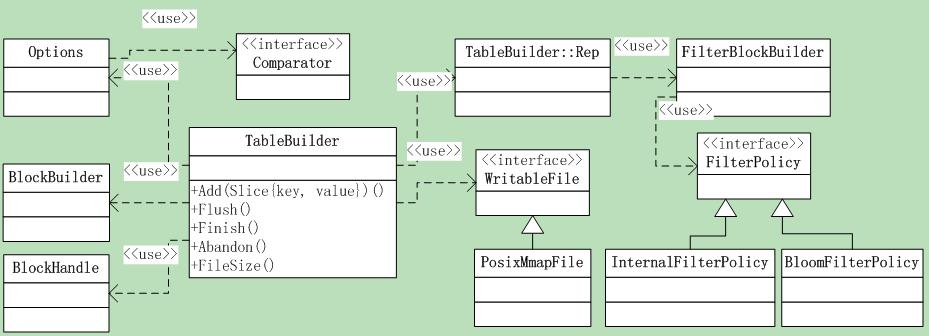 <<use>>
Options
<<interface>>
Comparator
<<use>>
TableBuilder::Rep
<<use>>
FilterBlockBuilder
<<use>>
<<use>>
TableBuilder
<<use>>
<<interface>>
FilterPolicy
<<interface>>
WritableFile
<<use>>
BlockBuilder
+Add(Slice{key, value})()
+Flush()
+Finish()
+Abandon()
+FileSize()
<<use>>
BlockHandle
PosixMmapFile
InternalFilterPolicy
BloomFilterPolicy